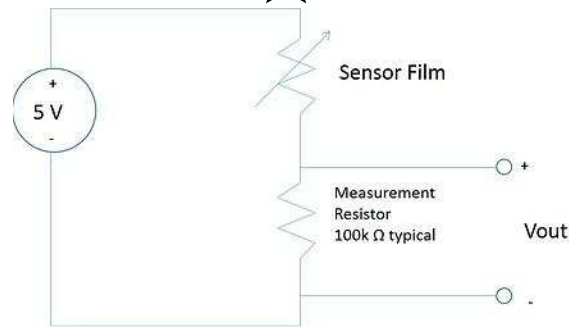 +
5 V
-
Sensor Film
Measurement
Resistor
100k Ω typical
+
Vout
-